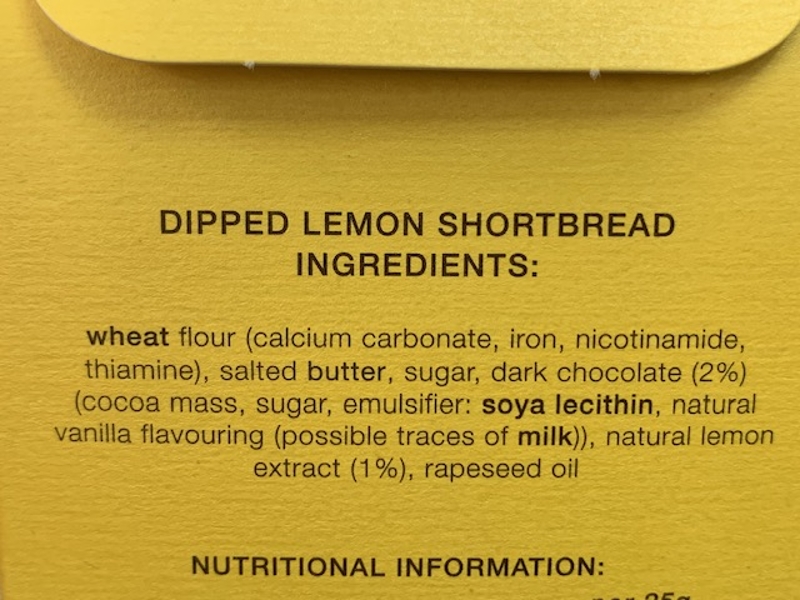 DIPPED LEMON SHORTBREAD
INGREDIENTS:
wheat flour (calcium carbonate, iron, nicotinamide,
thiamine), salted butter, sugar, dark chocolate (2%)
(cocoa mass, sugar, emulsifier: soya lecithin, natural
vanilla flavouring (possible traces of milk)), natural lemon
extract (1%), rapeseed oil
NUTRITIONAL INFORMATION:
per 25g